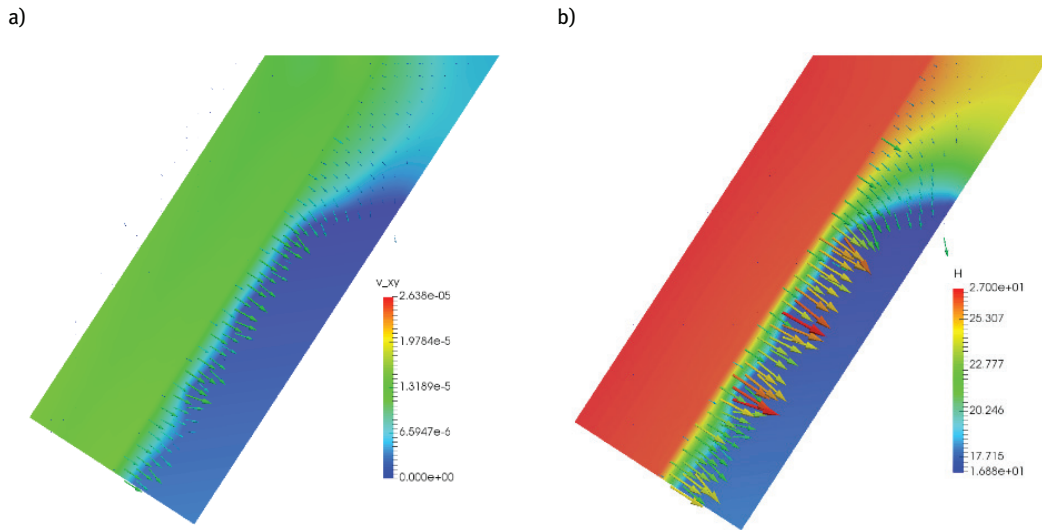 a)
b)
v_xy
2.638e-05
1.9784e-5
1.3189e-5
6.5947e-6
0.000e+00
H
2.700e+01
25.307
22.777
20.246
17.715
1.688e+01